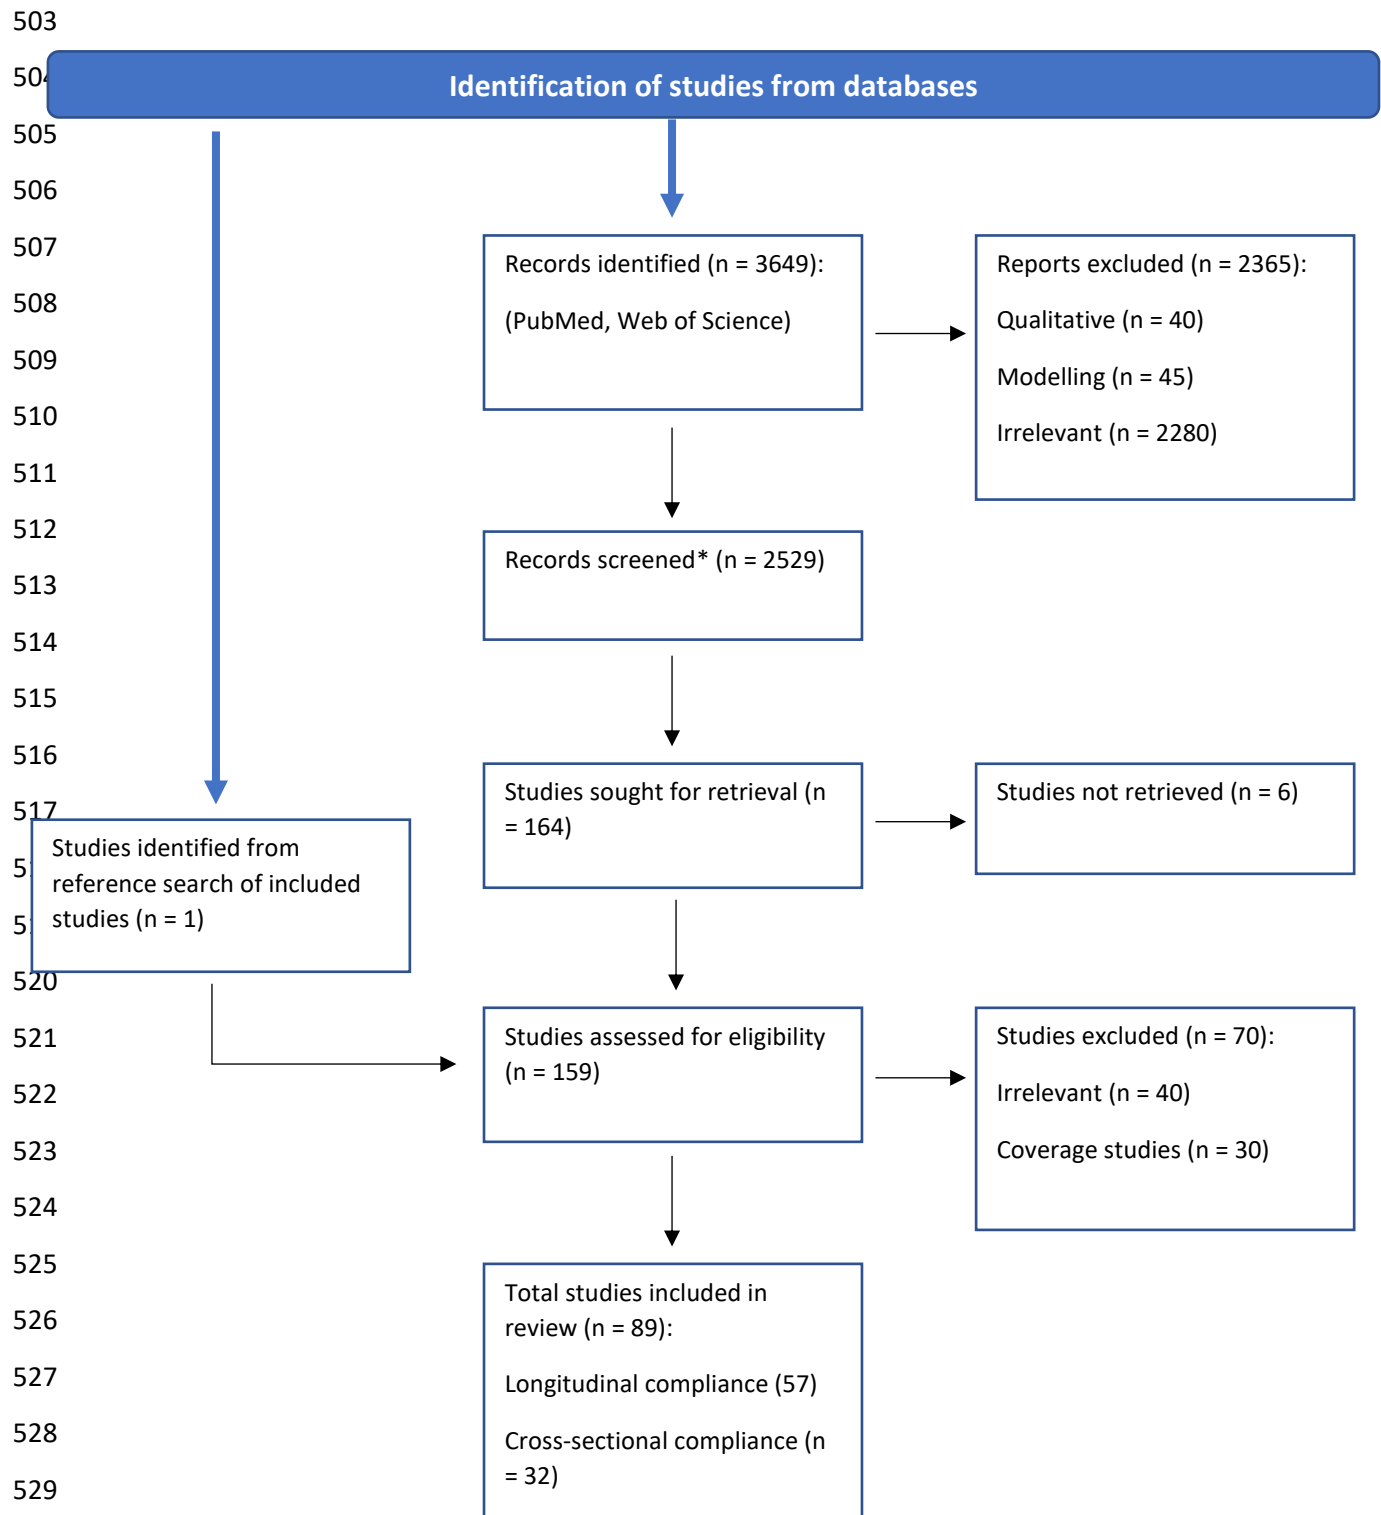 503
504
Identification of studies from databases
505
506
507
Records identified (n = 3649):
Reports excluded (n = 2365):
508
(PubMed, Web of Science)
Qualitative (n = 40)
509
Modelling (n = 45)
510
Irrelevant (n = 2280)
511
512
Records screened* (n = 2529)
513
514
515
516
Studies sought for retrieval (n
= 164)
Studies not retrieved (n = 6)
517
Studies identified from
reference search of included
studies (n = 1)
520
521
Studies assessed for eligibility
(n = 159)
Studies excluded (n = 70):
522
Irrelevant (n = 40)
523
Coverage studies (n = 30)
524
525
Total studies included in
review (n = 89):
526
527
Longitudinal compliance (57)
528
Cross-sectional compliance (n
= 32)
529